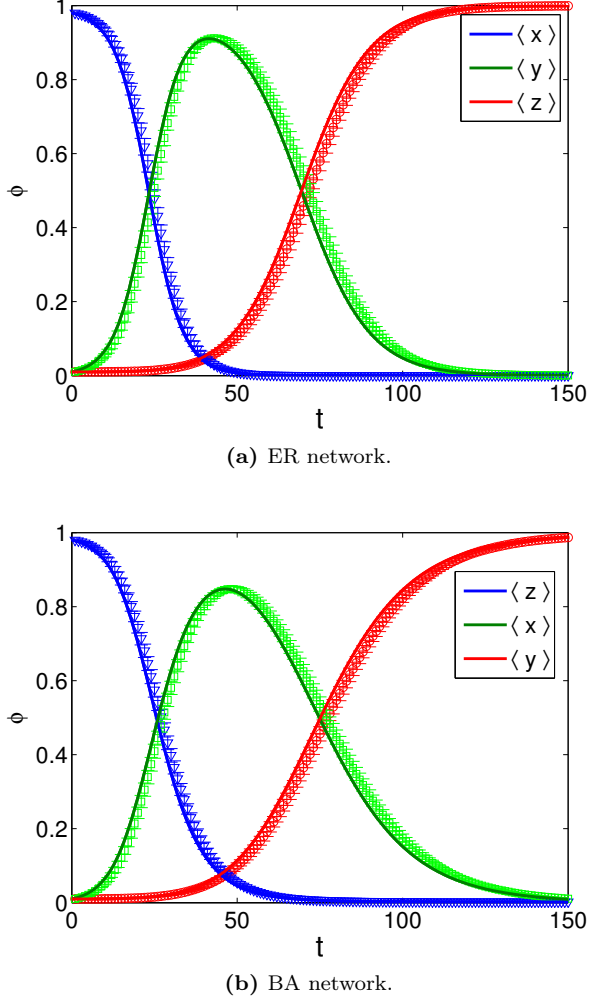 1
0.8
0.6
0.4
0.2
0
ϕ
⟨ x ⟩
⟨ y ⟩
⟨ z ⟩
0 50 100 150
t
(a) ER network.
1
0.8
0.6
0.4
0.2
0
ϕ
⟨ z ⟩
⟨ x ⟩
⟨ y ⟩
0 50 100 150
t
(b) BA network.